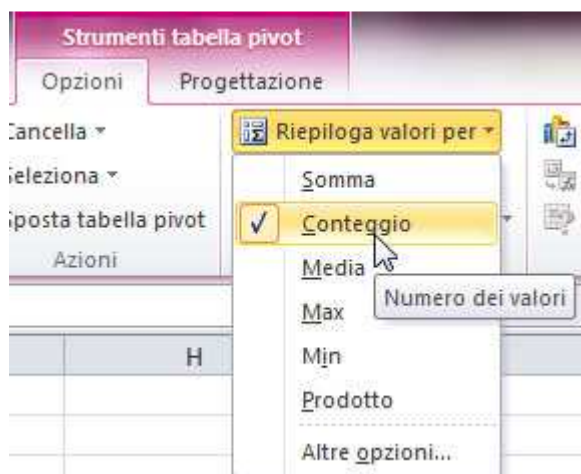 Strumenti tabella pivot
Opzioni Progettazione
Cancella
Seleziona
Sposta tabella pivot
Azioni
Riepiloga valori per
Somma
Conteggio
Media
Max
Min
Prodotto
Altre opzioni...
Numero dei valori
H